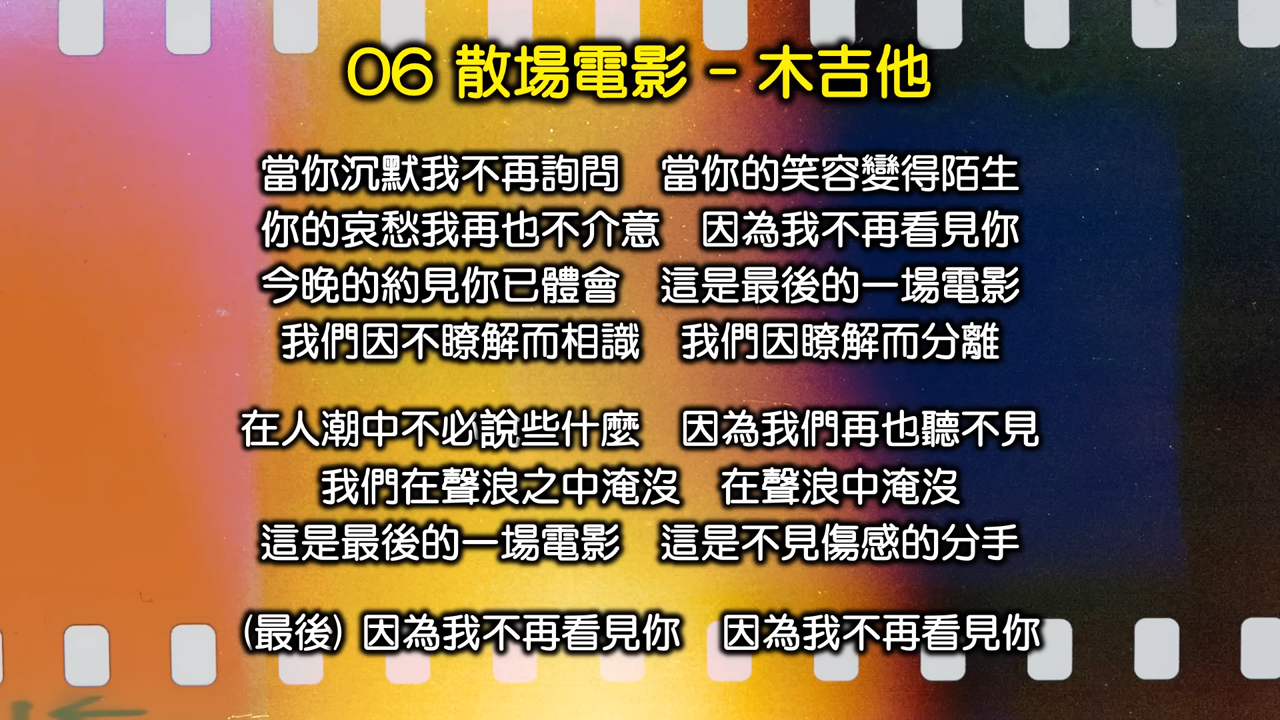 06 散場電影 - 木吉他
當你沉默我不再詢問　當你的笑容變得陌生
你的哀愁我再也不介意　因為我不再看見你
今晚的約見你已體會　這是最後的一場電影
我們因不瞭解而相識　我們因瞭解而分離
在人潮中不必說些什麼　因為我們再也聽不見
我們在聲浪之中淹沒　在聲浪中淹沒
這是最後的一場電影　這是不見傷感的分手
(最後) 因為我不再看見你　因為我不再看見你